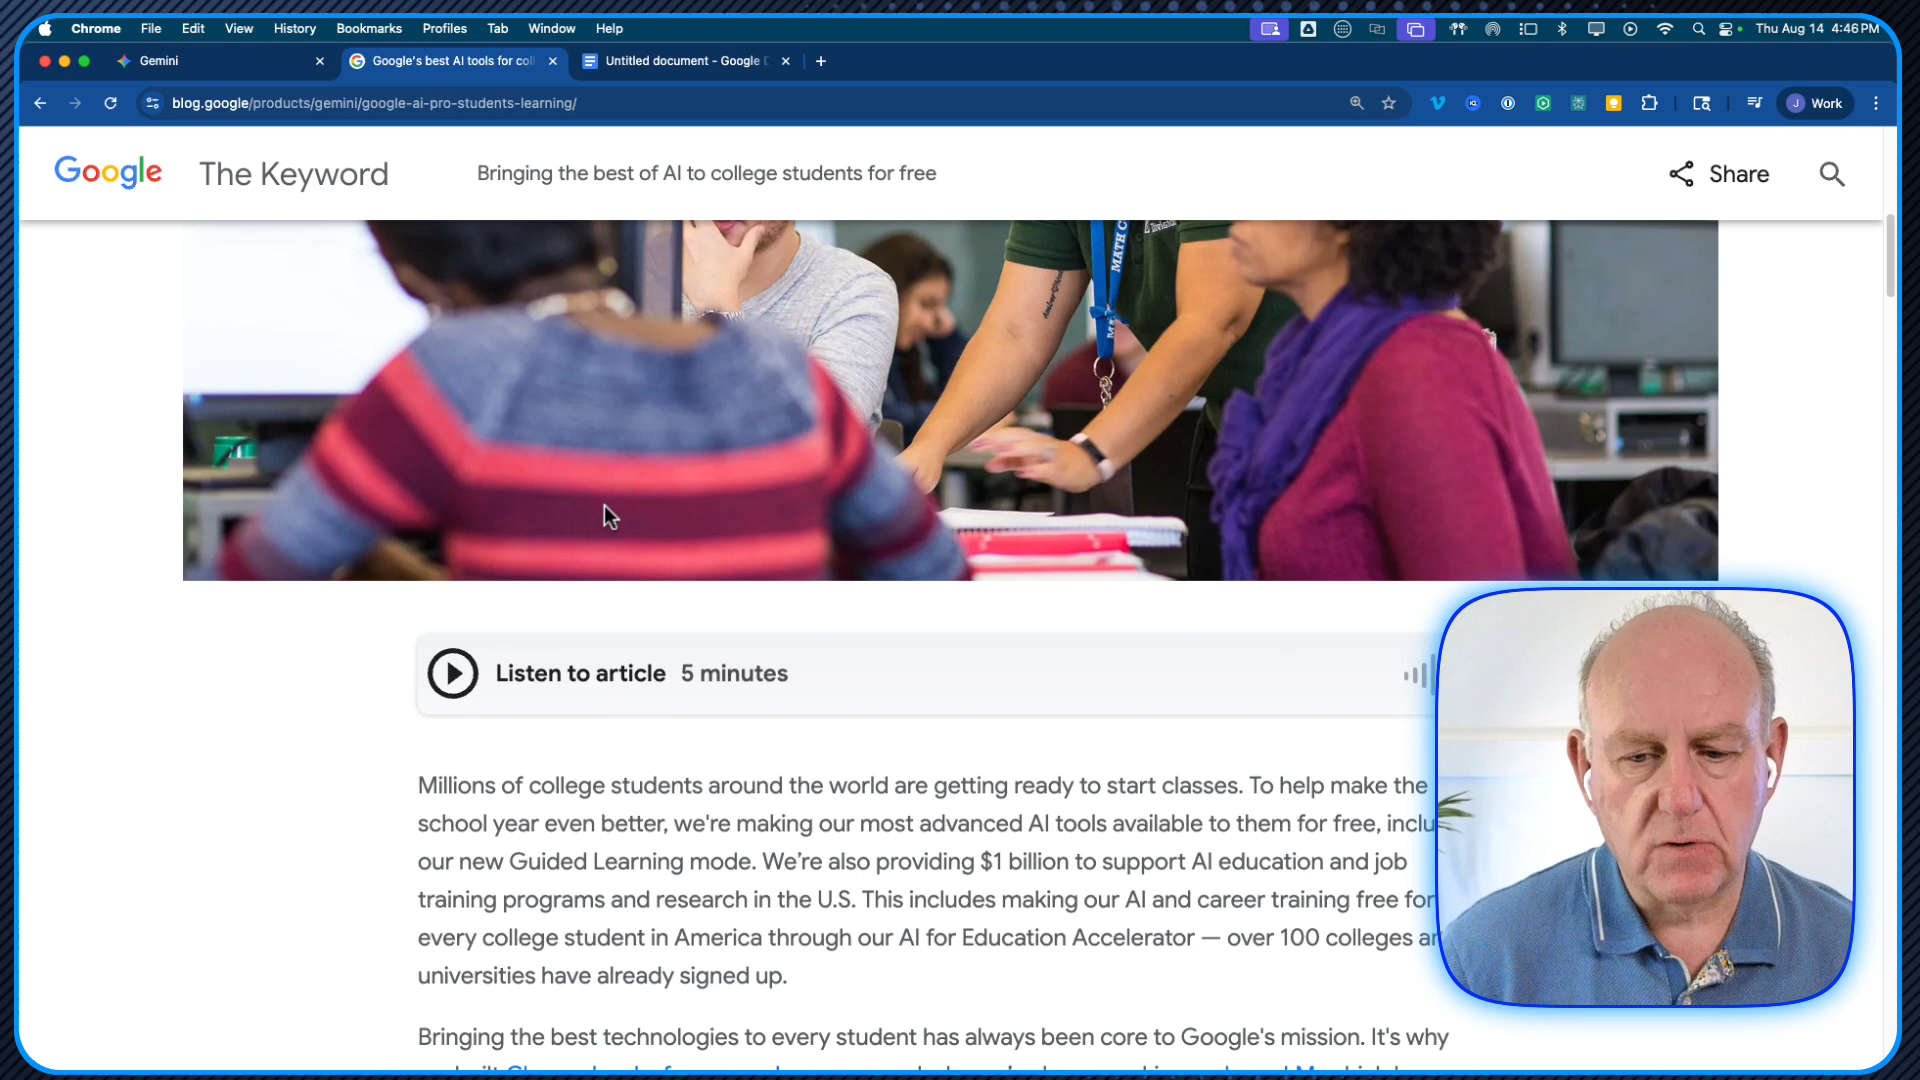 Chrome File Edit View History Bookmarks Profiles Tab Window Help Thu Aug 14 4:46 PM
Gemini Google's best AI tools for col Untitled document - Google D
blog.google/products/gemini/google-ai-pro-students-learning/ J Work
Google The Keyword Bringing the best of AI to college students for free Share
MATH C
Division
Listen to article 5 minutes
Millions of college students around the world are getting ready to start classes. To help make the
school year even better, we're making our most advanced AI tools available to them for free, inclu
our new Guided Learning mode. We're also providing $1 billion to support AI education and job
training programs and research in the U.S. This includes making our AI and career training free for
every college student in America through our AI for Education Accelerator — over 100 colleges an
universities have already signed up.
Bringing the best technologies to every student has always been core to Google's mission. It's why